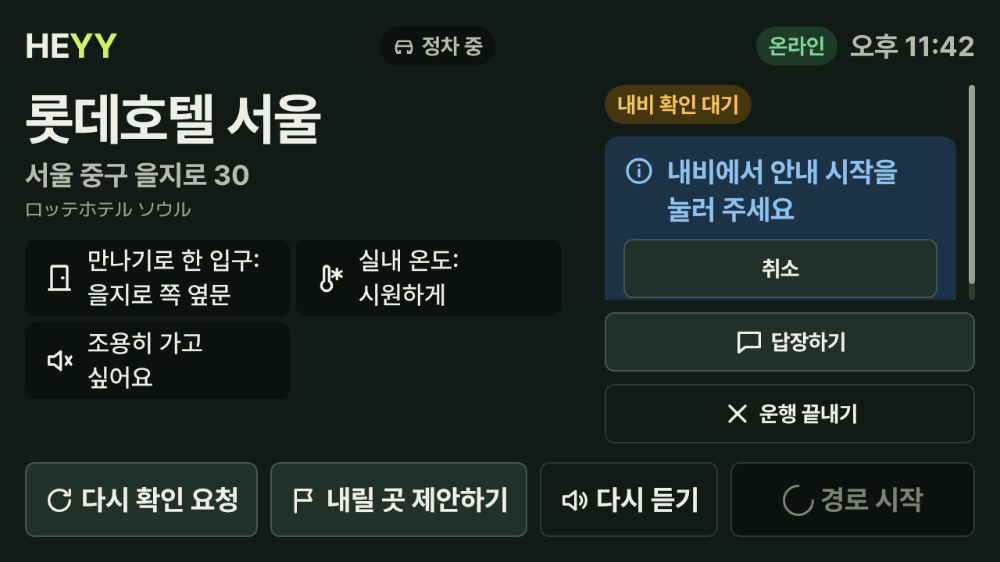 HEYY
정차 중
온라인
오후 11:42
롯데호텔 서울
서울 중구 을지로 30
ロッテホテル ソウル
만나기로 한 입구:
을지로 쪽 옆문
실내 온도:
시원하게
조용히 가고
싶어요
내비 확인 대기
내비에서 안내 시작을
눌러 주세요
취소
답장하기
운행 끝내기
다시 확인 요청
내릴 곳 제안하기
다시 듣기
경로 시작